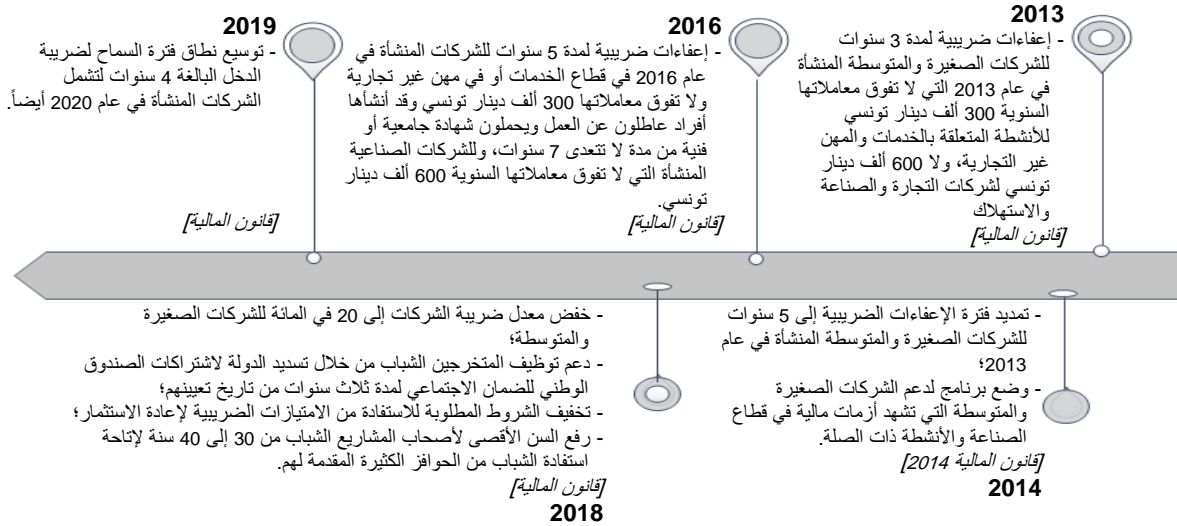 2013
- إعفاءات ضريبية لمدة 3 سنوات
للشركات الصغيرة والمتوسطة المنشأة
في عام 2013 التي لا تفوق معاملاتها
السنوية 300 ألف دينار تونسي
للأنشطة المتعلقة بالخدمات والمهن
غير التجارية، ولا 600 ألف دينار
تونسي لشركات التجارة والصناعة
والاستهلاك
[قانون المالية]
2014
- تمديد فترة الإعفاءات الضريبية إلى 5 سنوات
للشركات الصغيرة والمتوسطة المنشأة في عام
2013؛
- وضع برنامج لدعم الشركات الصغيرة
والمتوسطة التي تشهد أزمات مالية في قطاع
الصناعة والأنشطة ذات الصلة.
[قانون المالية 2014]
2016
- إعفاءات ضريبية لمدة 5 سنوات للشركات المنشأة في
عام 2016 في قطاع الخدمات أو في مهن غير تجارية
ولا تفوق معاملاتها 300 ألف دينار تونسي وقد أنشأها
أفراد عاطلون عن العمل ويحملون شهادة جامعية أو
فنية من مدة لا تتعدى 7 سنوات، وللشركات الصناعية
المنشأة التي لا تفوق معاملاتها السنوية 600 ألف دينار
تونسي.
[قانون المالية]
2018
- خفض معدل ضريبة الشركات إلى 20 في المائة للشركات الصغيرة
والمتوسطة؛
- دعم توظيف المتخرجين الشباب من خلال تسديد الدولة لاشتراكات الصندوق
الوطني للضمان الاجتماعي لمدة ثلاث سنوات من تاريخ تعيينهم؛
- تخفيف الشروط المطلوبة للاستفادة من الامتيازات الضريبية لإعادة الاستثمار؛
- رفع السن الأقصى لأصحاب المشاريع الشباب من 30 إلى 40 سنة لإتاحة
استفادة الشباب من الحوافز الكثيرة المقدمة لهم.
[قانون المالية]
2019
- توسيع نطاق فترة السماح لضريبة
الدخل البالغة 4 سنوات لتشمل
الشركات المنشأة في عام 2020 أيضاً.
[قانون المالية]